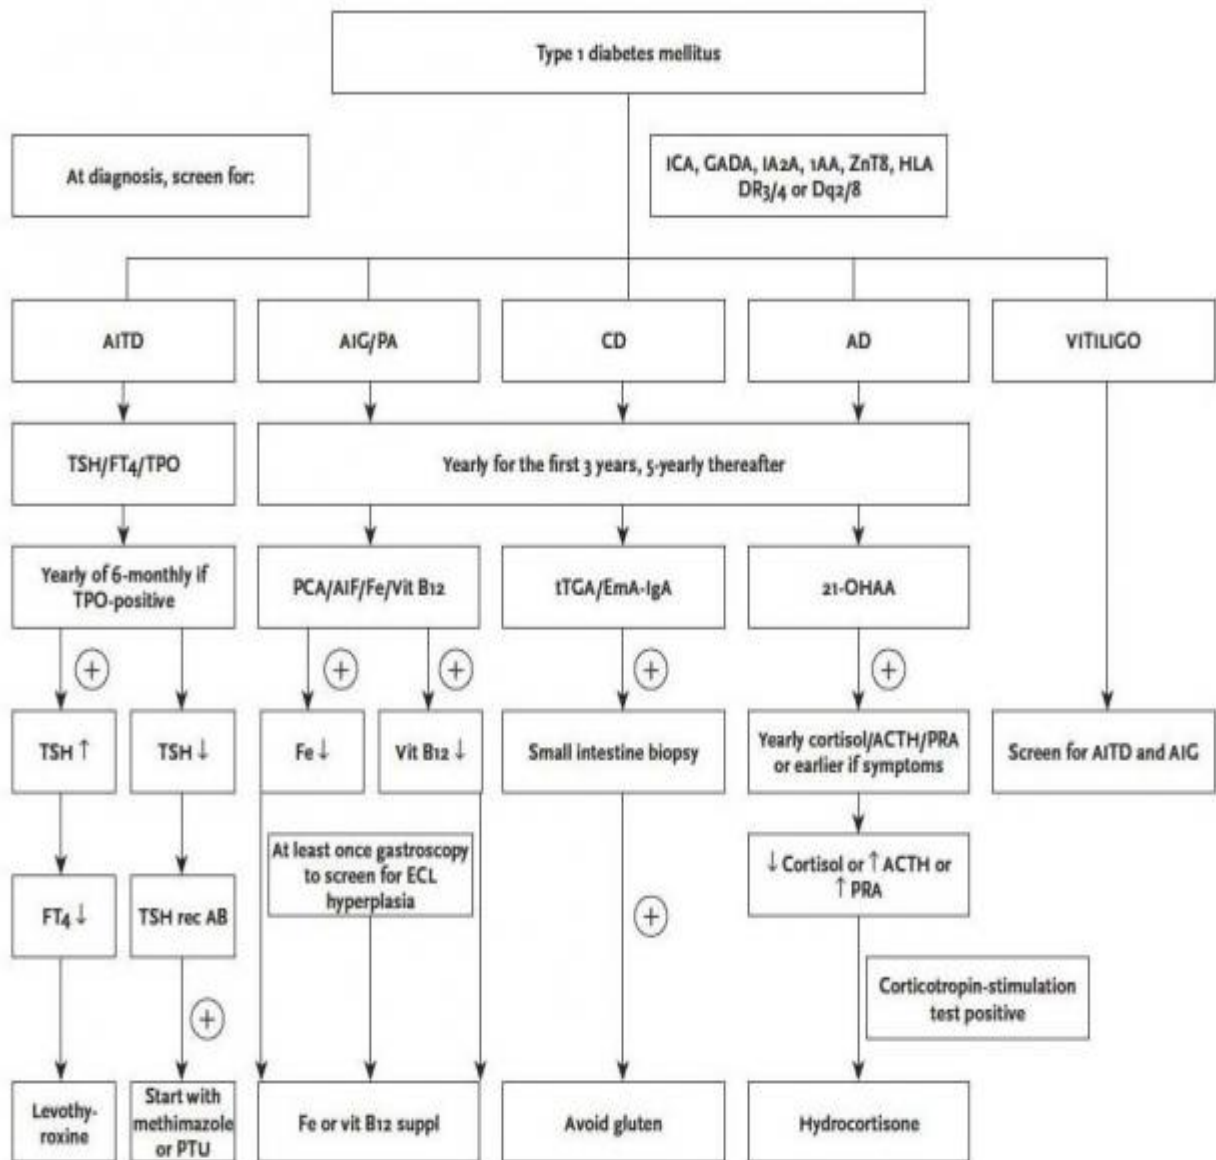 Type 1 diabetes mellitus
At diagnosis, screen for:
ICA, GADA, IA2A, 1AA, ZnT8, HLA
DR3/4 or Dq2/8
AITD
AIG/PA
CD
AD
VITILIGO
TSH/FT4/TPO
Yearly for the first 3 years, 5-yearly thereafter
Yearly of 6-monthly if
TPO-positive
PCA/AIF/Fe/Vit B12
tTGA/EmA-IgA
21-OHAA
+
+
+
+
+
TSH ↑
TSH ↓
Fe ↓
Vit B12 ↓
Small intestine biopsy
Yearly cortisol/ACTH/PRA
or earlier if symptoms
Screen for AITD and AIG
At least once gastroscopy
to screen for ECL
hyperplasia
↓ Cortisol or ↑ ACTH or
↑ PRA
FT4 ↓
TSH rec AB
+
Corticotropin-stimulation
test positive
+
Levothy-
roxine
Start with
methimazole
or PTU
Fe or vit B12 suppl
Avoid gluten
Hydrocortisone